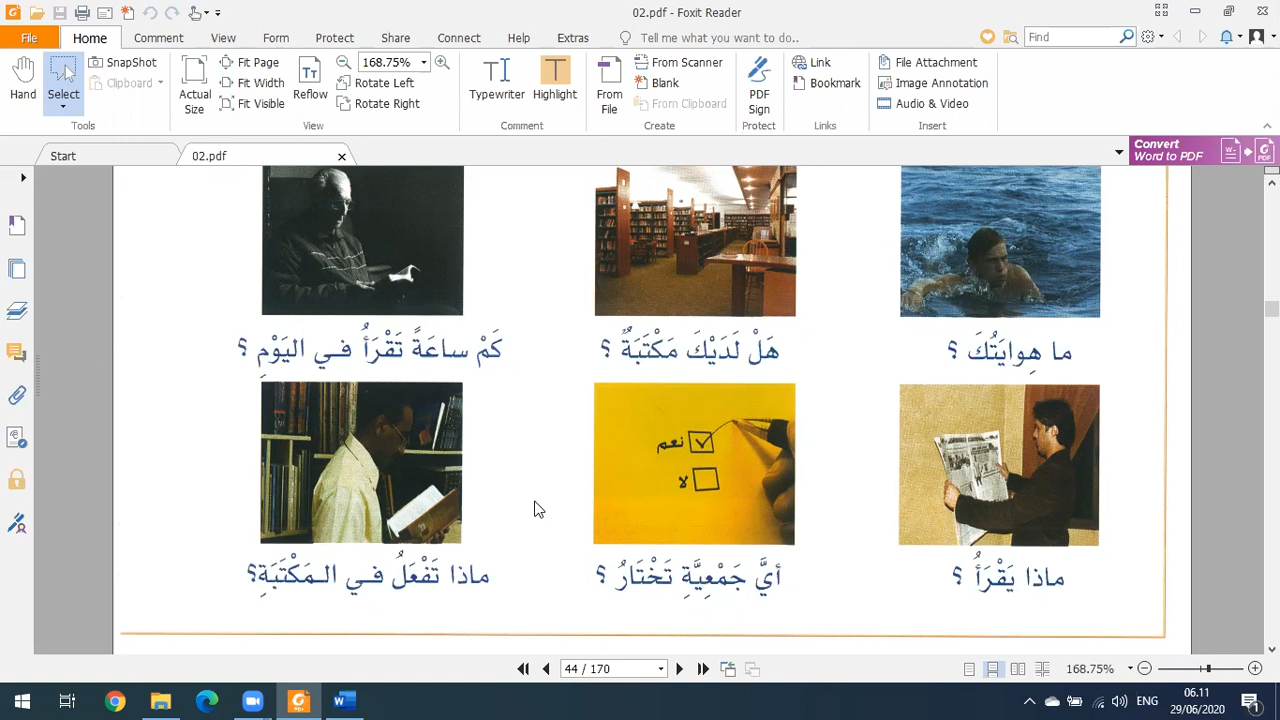 02.pdf - Foxit Reader
File Home Comment View Form Protect Share Connect Help Extras Tell me what you want to do.. Find
Hand
Select
SnapShot
Clipboard
Tools
Actual Size
Fit Page
Fit Width
Fit Visible
Reflow
168.75%
Rotate Left
Rotate Right
View
Typewriter
Highlight
Comment
From File
From Scanner
Blank
From Clipboard
Create
PDF Sign
Protect
Link
Bookmark
Links
File Attachment
Image Annotation
Audio & Video
Insert
Start
02.pdf
Convert
Word to PDF
ما هِوايَتُكَ ؟
هَلْ لَدَيْكَ مَكْتَبَةٌ ؟
كَمْ ساعَةً تَقْرَأُ في اليَوْمِ ؟
نعم
لا
ماذا يَقْرَأُ ؟
أيَّ جَمْعِيَّةِ تَخْتَارُ ؟
ماذا تَفْعَلُ في الـمَكْتَبَةِ؟
44 / 170
168.75%
ENG
06.11
29/06/2020